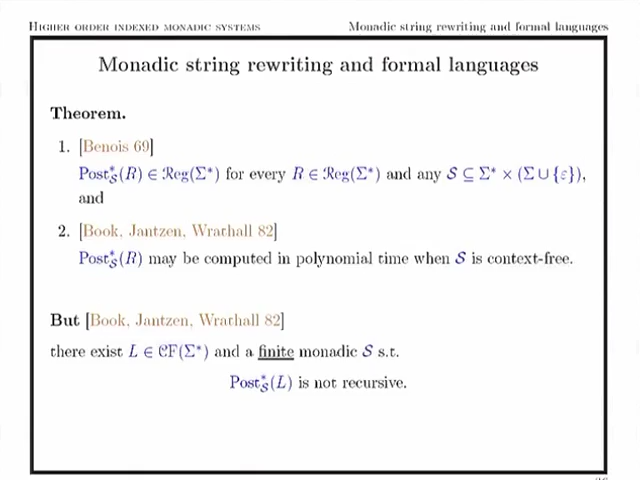 Higher order indexed monadic systems
Monadic string rewriting and formal languages
Monadic string rewriting and formal languages
Theorem.
1. [Benois 69]
Post*𝒮(R) ∈ Reg(Σ*) for every R ∈ Reg(Σ*) and any 𝒮 ⊆ Σ* × (Σ ∪ {ε}),
and
2. [Book, Jantzen, Wrathall 82]
Post*𝒮(R) may be computed in polynomial time when 𝒮 is context-free.
But [Book, Jantzen, Wrathall 82]
there exist L ∈ CF(Σ*) and a finite monadic 𝒮 s.t.
Post*𝒮(L) is not recursive.